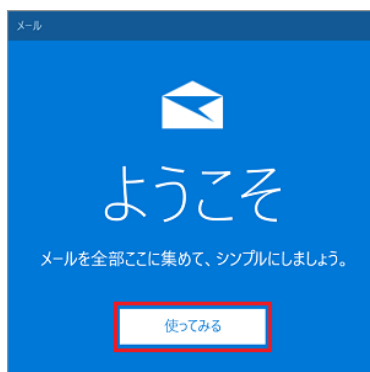 メール
ようこそ
メールを全部ここに集めて、シンプルにしましょう。
使ってみる